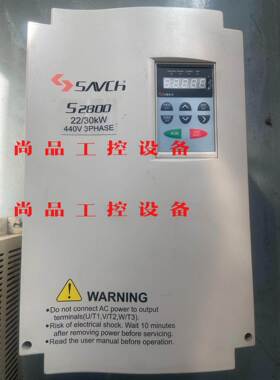 SAVCH
S2800
22/30kW
440V 3PHASE
尚品工控设备
尚品工控设备
WARNING
•Do not connect AC power to output
terminals(U/T1,V/T2,W/T3).
•Risk of electrical shock. Wait 10 minutes
after removing power before servicing.
•Read the user manual before operation.